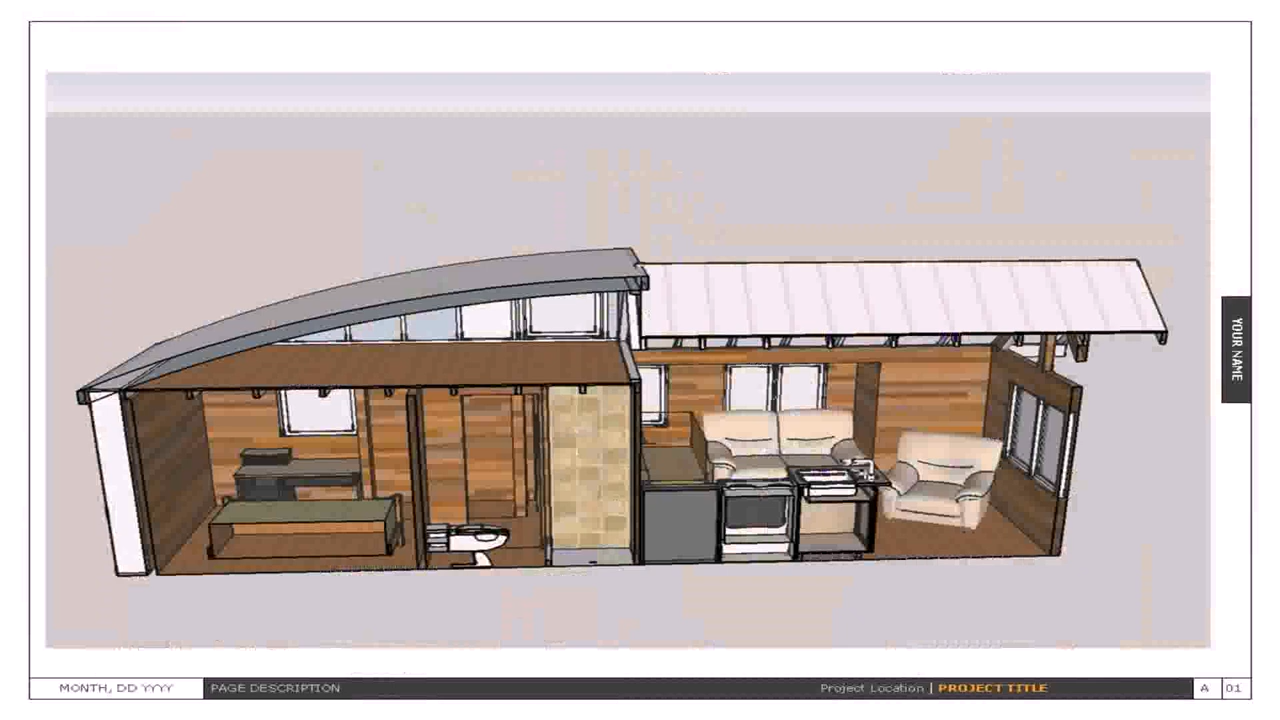 YOUR NAME
MONTH, DD YYYY
PAGE DESCRIPTION
Project Location | PROJECT TITLE
A
01